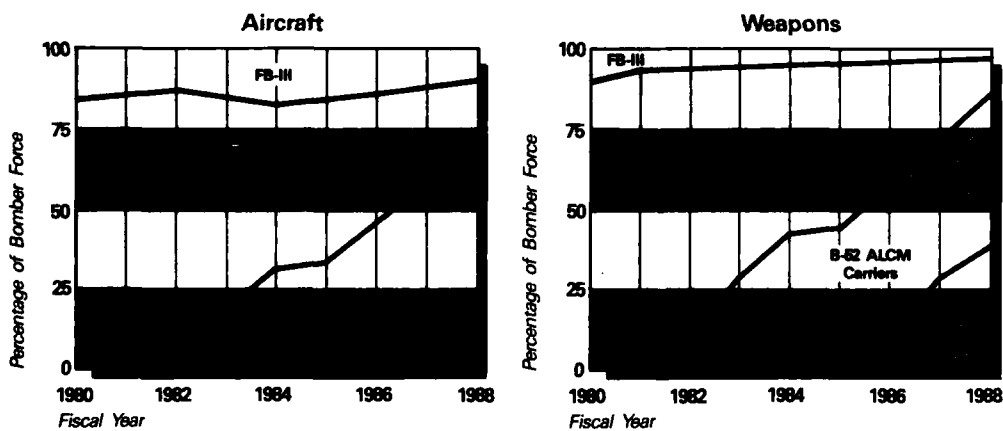 Aircraft
Percentage of Bomber Force
100
75
50
25
0
FB-III
1980
1982
1984
1986
1988
Fiscal Year
Weapons
Percentage of Bomber Force
100
75
50
25
0
FB-III
B-52 ALCM
Carriers
1980
1982
1984
1986
1988
Fiscal Year